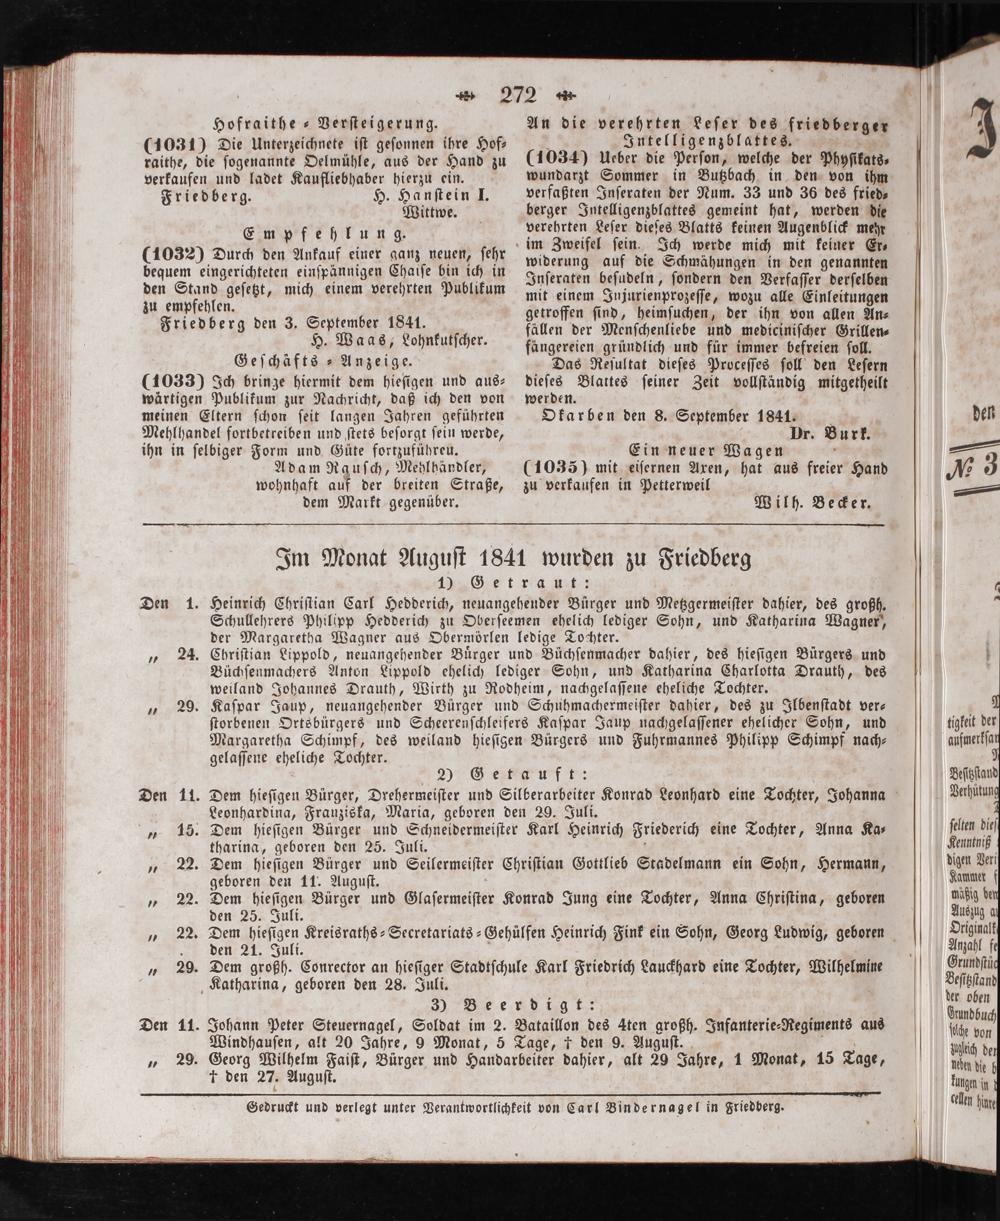 272
Hofraithe-Versteigerung.
(1031) Die Unterzeichnete ist gesonnen ihre Hof-
raithe, die sogenannte Oelmühle, aus der Hand zu
verkaufen und ladet Kaufliebhaber hierzu ein.
Friedberg. H. Hanstein I.
Wittwe.
Empfehlung.
(1032) Durch den Ankauf einer ganz neuen, sehr
bequem eingerichteten einspännigen Chaise bin ich in
den Stand gesetzt, mich einem verehrten Publikum
zu empfehlen.
Friedberg den 3. September 1841.
H. Waas, Lohnkutscher.
Geschäfts-Anzeige.
(1033) Ich bringe hiermit dem hiesigen und aus-
wärtigen Publikum zur Nachricht, daß ich den von
meinen Eltern schon seit langen Jahren geführten
Mehlhandel fortbetreiben und stets besorgt sein werde,
ihn in selbiger Form und Güte fortzuführen.
Adam Rausch, Mehlhändler,
wohnhaft auf der breiten Straße,
dem Markt gegenüber.
An die verehrten Leser des friedberger
Intelligenzblattes.
(1034) Ueber die Person, welche der Physikats-
wundarzt Sommer in Butzbach in den von ihm
verfaßten Inseraten der Num. 33 und 36 des fried-
berger Intelligenzblattes gemeint hat, werden die
verehrten Leser dieses Blatts keinen Augenblick mehr
im Zweifel sein. Ich werde mich mit keiner Er-
widerung auf die Schmähungen in den genannten
Inseraten besudeln, sondern den Verfasser derselben
mit einem Injurienprozesse, wozu alle Einleitungen
getroffen sind, heimsuchen, der ihn von allen An-
fällen der Menschenliebe und medicinischer Grillen-
fängereien gründlich und für immer befreien soll.
Das Resultat dieses Processes soll den Lesern
dieses Blattes seiner Zeit vollständig mitgetheilt
werden.
Okarben den 8. September 1841.
Dr. Burk.
Ein neuer Wagen
(1035) mit eisernen Axen, hat aus freier Hand
zu verkaufen in Petterweil
Wilh. Becker.
Im Monat August 1841 wurden zu Friedberg
1) Getraut:
Den 1. Heinrich Christian Carl Hedderich, neuangehender Bürger und Metzgermeister dahier, des großh.
Schullehrers Philipp Hedderich zu Oberseemen ehelich lediger Sohn, und Katharina Wagner,
der Margaretha Wagner aus Obermörlen ledige Tochter.
„ 24. Christian Lippold, neuangehender Bürger und Büchsenmacher dahier, des hiesigen Bürgers und
Büchsenmachers Anton Lippold ehelich lediger Sohn, und Katharina Charlotta Drauth, des
weiland Johannes Drauth, Wirth zu Rodheim, nachgelassene eheliche Tochter.
„ 29. Kaspar Jaup, neuangehender Bürger und Schuhmachermeister dahier, des zu Ilbenstadt ver-
storbenen Ortsbürgers und Scheerenschleifers Kaspar Jaup nachgelassener ehelicher Sohn, und
Margaretha Schimpf, des weiland hiesigen Bürgers und Fuhrmannes Philipp Schimpf nach-
gelassene eheliche Tochter.
2) Getauft:
Den 11. Dem hiesigen Bürger, Drehermeister und Silberarbeiter Konrad Leonhard eine Tochter, Johanna
Leonhardina, Franziska, Maria, geboren den 29. Juli.
„ 15. Dem hiesigen Bürger und Schneidermeister Karl Heinrich Friederich eine Tochter, Anna Ka-
tharina, geboren den 25. Juli.
„ 22. Dem hiesigen Bürger und Seilermeister Christian Gottlieb Stadelmann ein Sohn, Hermann,
geboren den 11. August.
„ 22. Dem hiesigen Bürger und Glasermeister Konrad Jung eine Tochter, Anna Christina, geboren
den 25. Juli.
„ 22. Dem hiesigen Kreisraths-Secretariats-Gehülfen Heinrich Fink ein Sohn, Georg Ludwig, geboren
den 21. Juli.
„ 29. Dem großh. Conrector an hiesiger Stadtschule Karl Friedrich Lauckhard eine Tochter, Wilhelmine
Katharina, geboren den 28. Juli.
3) Beerdigt:
Den 11. Johann Peter Steuernagel, Soldat im 2. Bataillon des 4ten großh. Infanterie-Regiments aus
Windhausen, alt 20 Jahre, 9 Monat, 5 Tage, † den 9. August.
„ 29. Georg Wilhelm Faist, Bürger und Handarbeiter dahier, alt 29 Jahre, 1 Monat, 15 Tage,
† den 27. August.
Gedruckt und verlegt unter Verantwortlichkeit von Carl Bindernagel in Friedberg.
den
№ 3
tigkeit der
Besitzstand
Verhütung
selten
Kenntniß
digen
Kammer
mäßig
Auszug
Anzahl
der oben
Grundbuch
solche von
zugleich
neben die
kungen in